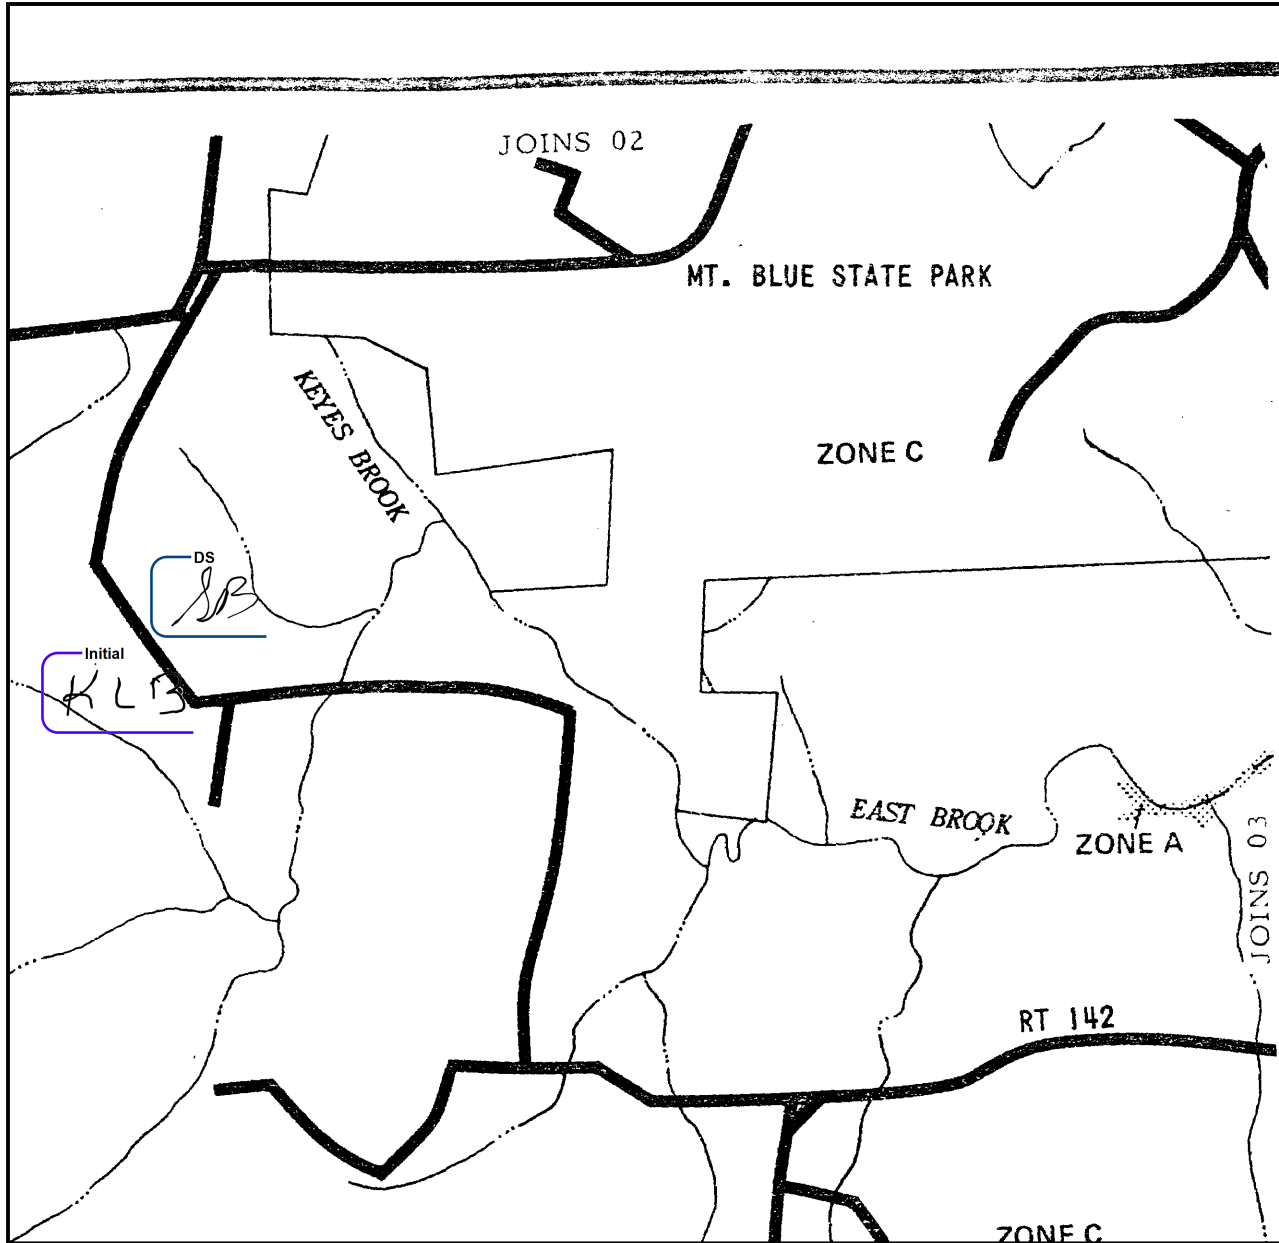 JOINS 02
MT. BLUE STATE PARK
KEYES BROOK
ZONE C
DS
SB
Initial
KLB
EAST BROOK
ZONE A
JOINS 03
RT 142
ZONE C